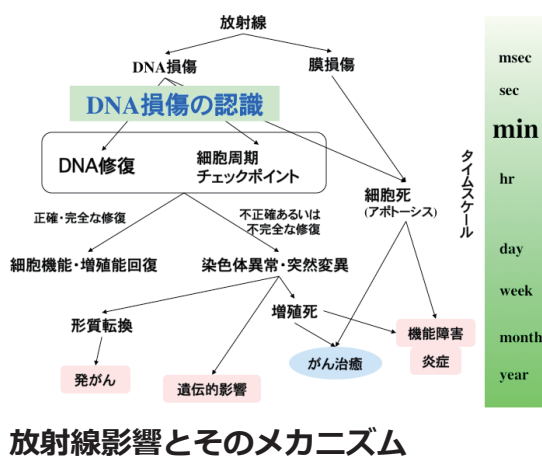 放射線
DNA損傷
膜損傷
DNA損傷の認識
DNA修復
細胞周期
チェックポイント
細胞死
(アポトーシス)
正確・完全な修復
不正確あるいは
不完全な修復
細胞機能・増殖能回復
染色体異常・突然変異
形質転換
増殖死
機能障害
炎症
がん治癒
発がん
遺伝的影響
タイムスケール
msec
sec
min
hr
day
week
month
year
放射線影響とそのメカニズム